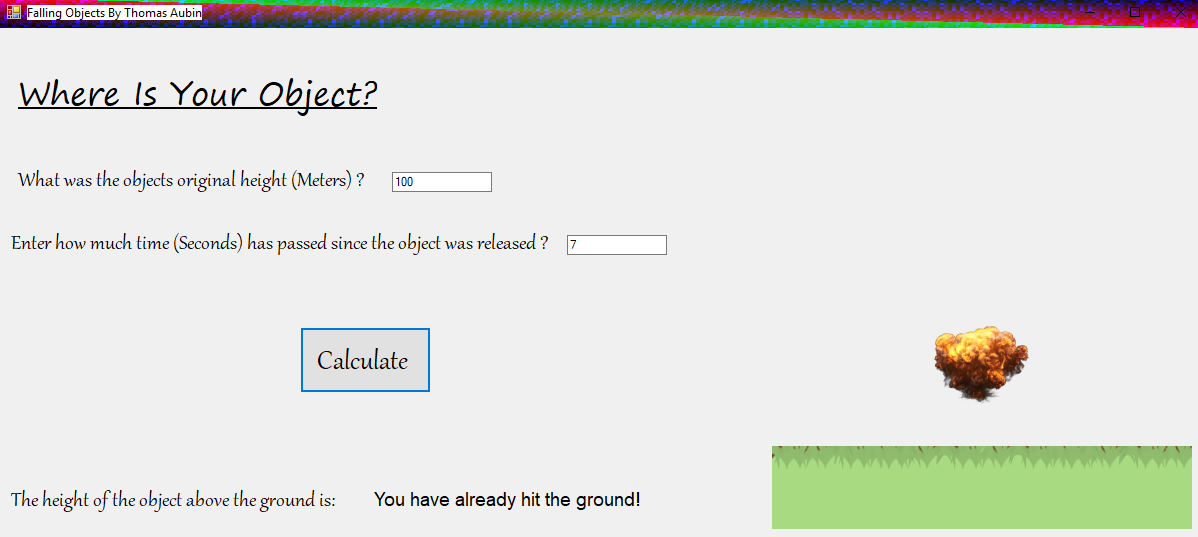 Falling Objects By Thomas Aubin
Where Is Your Object?
What was the objects original height (Meters) ? 100
Enter how much time (Seconds) has passed since the object was released ? 7
Calculate
The height of the object above the ground is: You have already hit the ground!